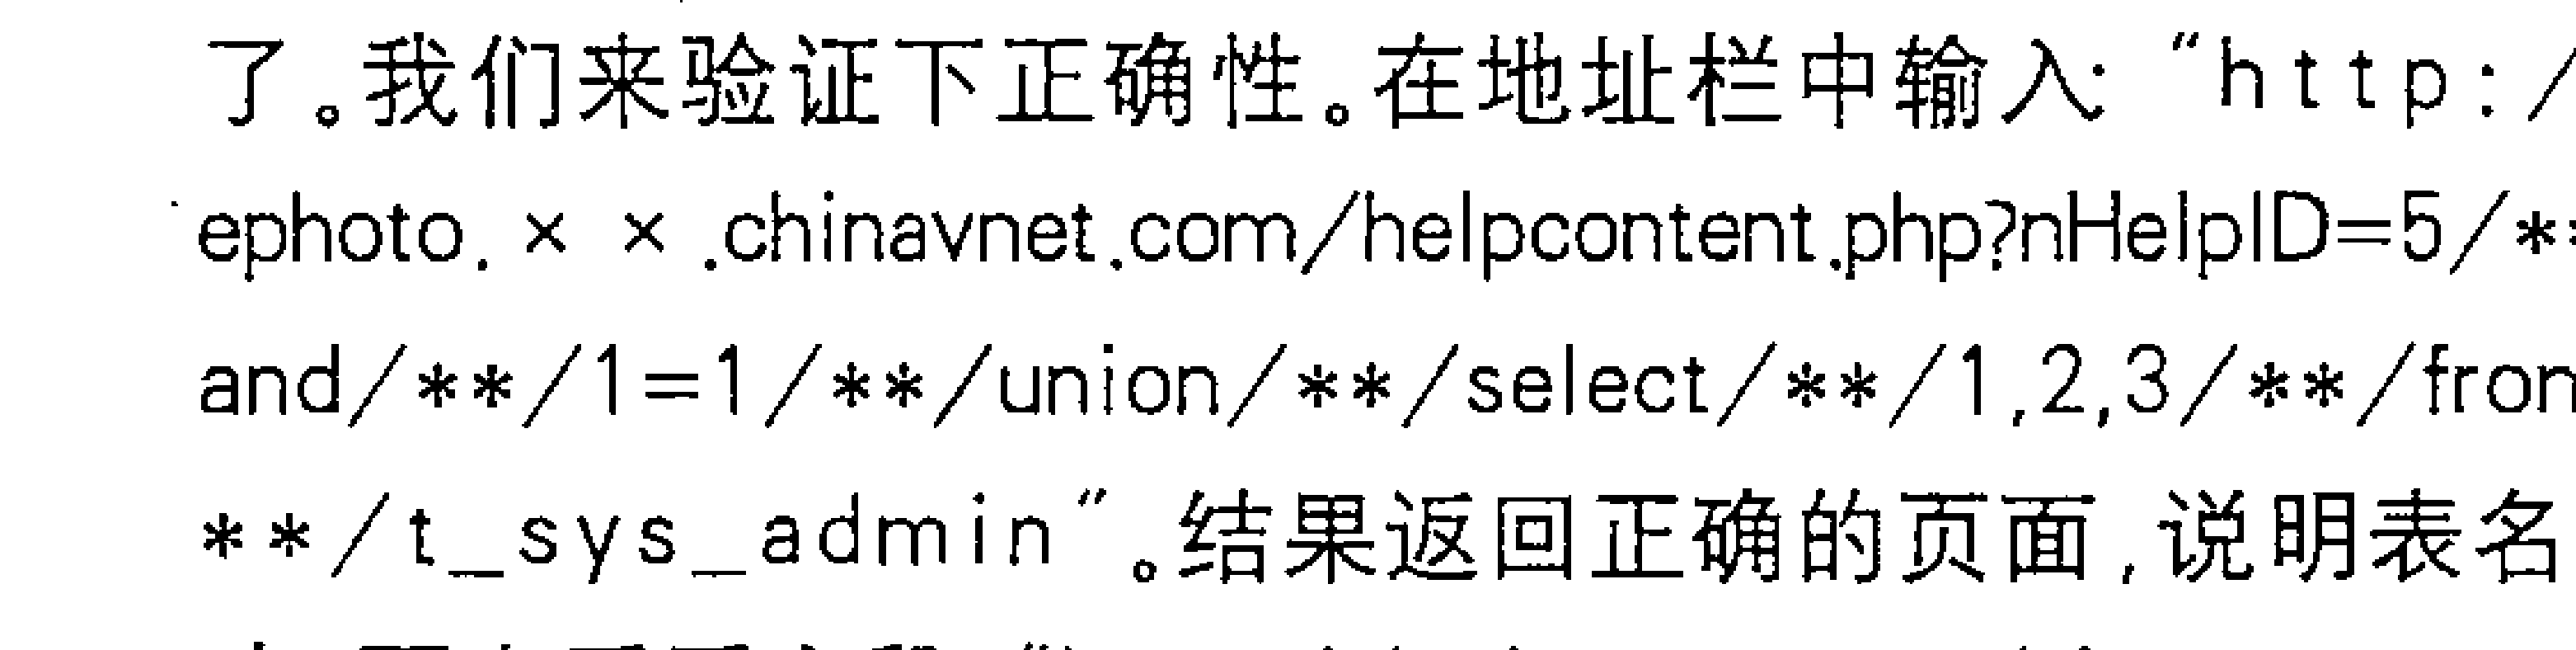 了。我们来验证下正确性。在地址栏中输入: “http:/
ephoto.× ×.chinavnet.com/helpcontent.php?nHelpID=5/**
and/**/1=1/**/union/**/select/**/1,2,3/**/from
**/t_sys_admin”。结果返回正确的页面,说明表名